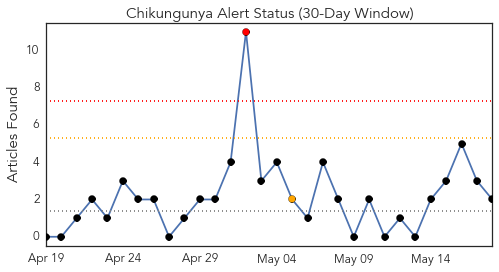 Chikungunya Alert Status (30-Day Window)
Articles Found
10
8
6
4
2
0
Apr 19 Apr 24 Apr 29 May 04 May 09 May 14